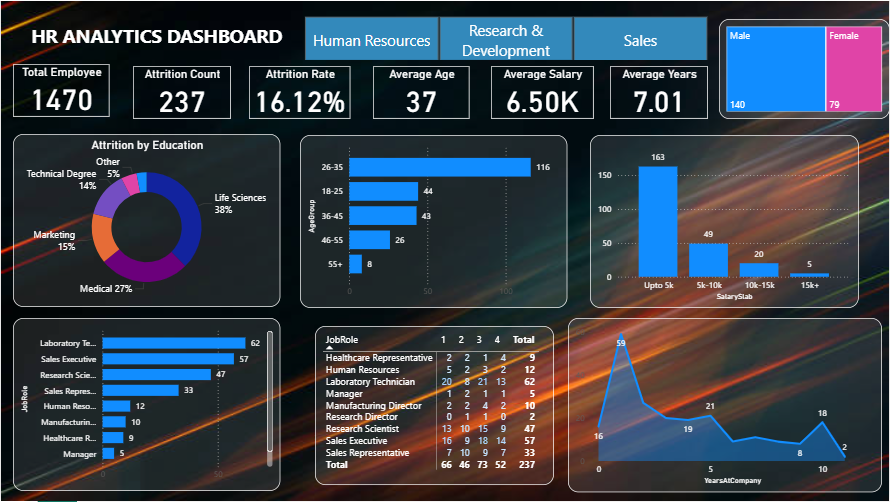 HR ANALYTICS DASHBOARD
Human Resources
Research &
Development
Sales
Male
Female
140
79
Total Employee
1470
Attrition Count
237
Attrition Rate
16.12%
Average Age
37
Average Salary
6.50K
Average Years
7.01
Attrition by Education
Other
5%
Technical Degree
14%
Life Sciences
38%
Marketing
15%
Medical 27%
AgeGroup
26-35
116
18-25
44
36-45
43
46-55
26
55+
8
0
50
100
150
100
50
0
163
49
20
5
Upto 5k
5k-10k
10k-15k
15k+
SalarySlab
JobRole
Laboratory Te...
62
Sales Executive
57
Research Scie...
47
Sales Repres...
33
Human Reso...
12
Manufacturin...
10
Healthcare R...
9
Manager
5
0
50
JobRole 1 2 3 4 Total
Healthcare Representative 2 2 1 4 9
Human Resources 5 2 3 2 12
Laboratory Technician 20 8 21 13 62
Manager 1 2 1 1 5
Manufacturing Director 2 2 4 2 10
Research Director 0 1 1 0 2
Research Scientist 13 10 15 9 47
Sales Executive 16 9 18 14 57
Sales Representative 7 10 9 7 33
Total 66 46 73 52 237
59
16
19
21
8
18
2
0
5
10
YearsAtCompany